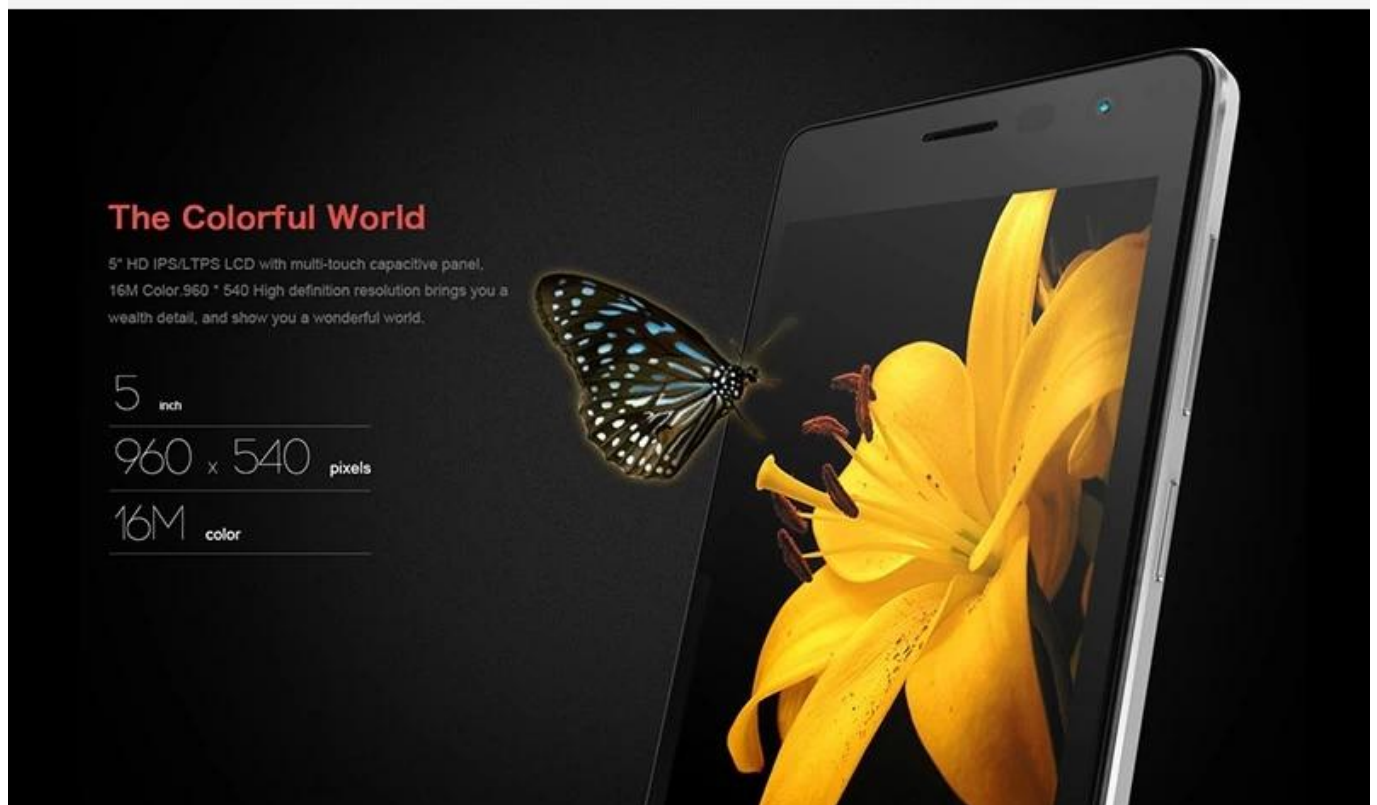 The Colorful World
5" HD IPS/LTPS LCD with multi-touch capacitive panel,
16M Color.960 * 540 High definition resolution brings you a
wealth detail, and show you a wonderful world.
5 inch
960 x 540 pixels
16M color